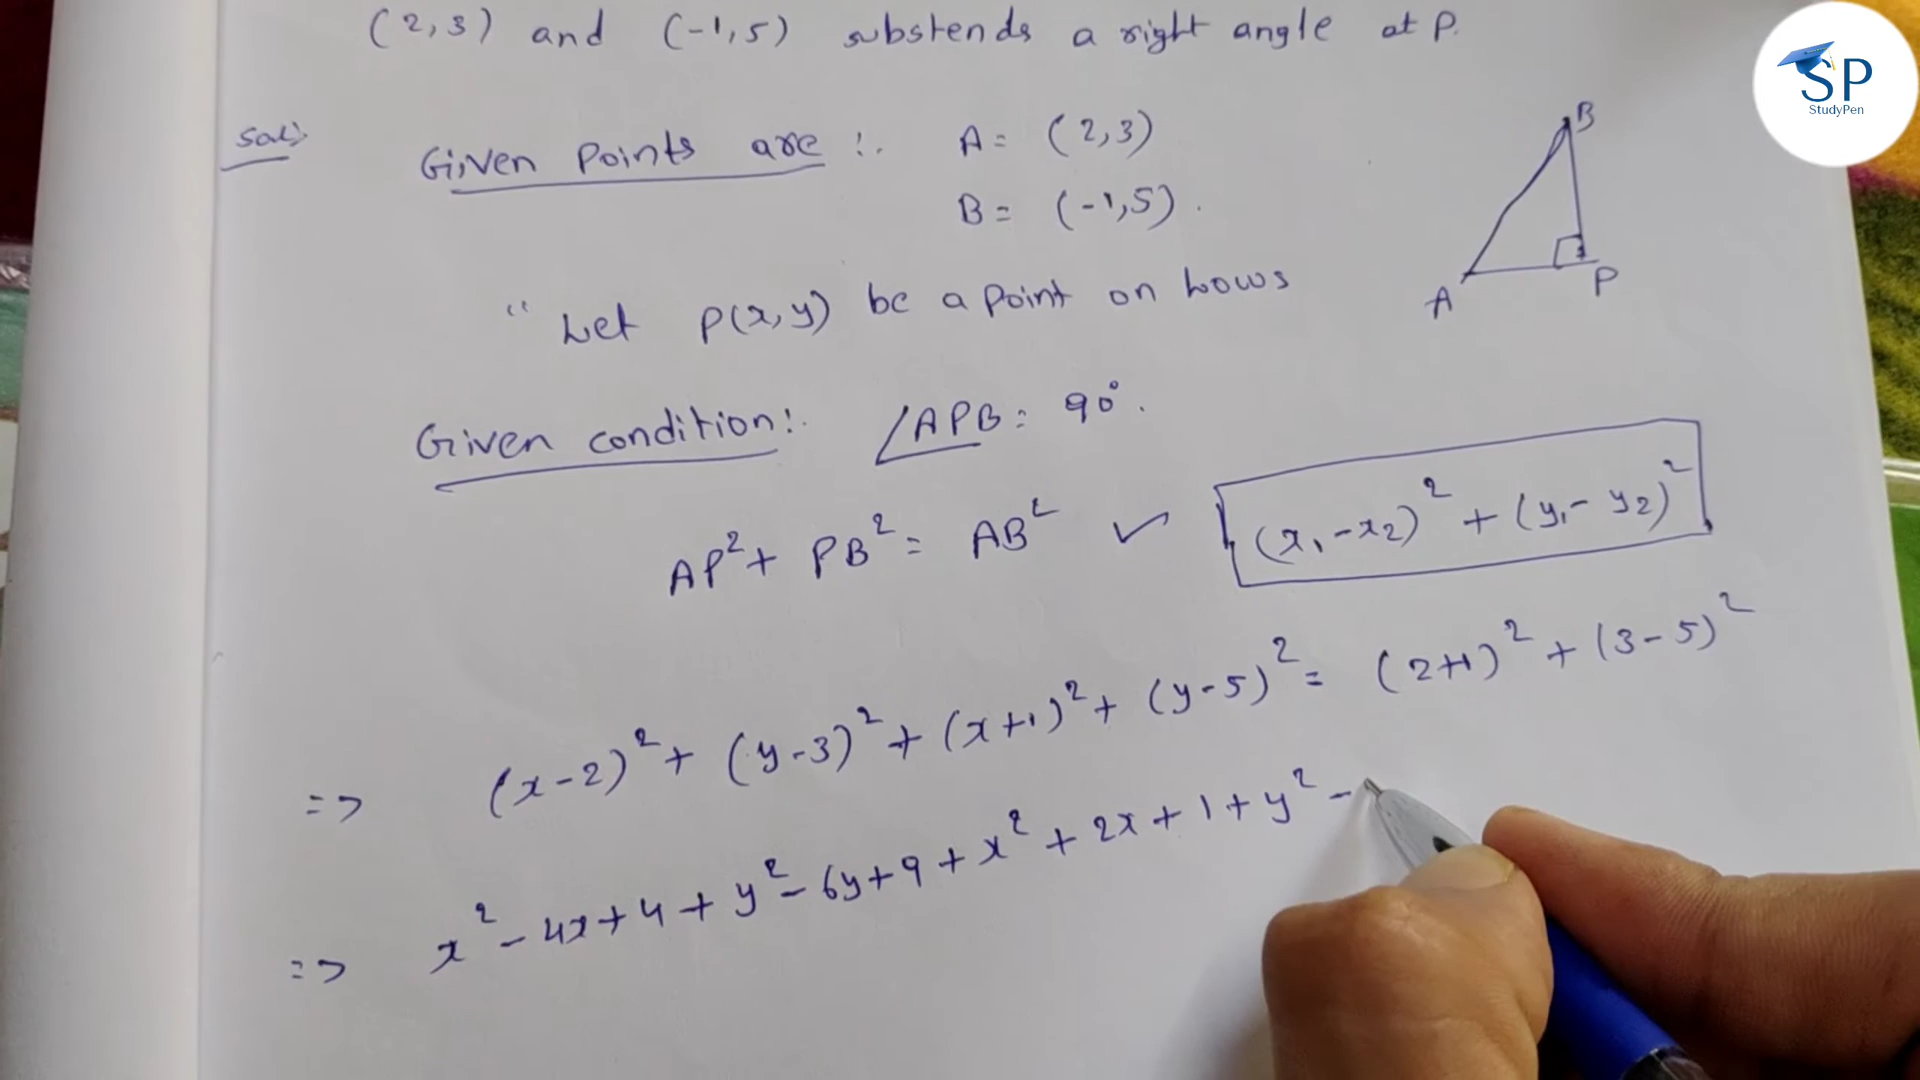 (2,3) and (-1,5) substends a right angle at P.
SP
StudyPen
Sol:
Given Points are :. A = (2,3)
B = (-1,5).
B
A
P
" Let P(x,y) be a point on Lows
Given condition:. ∠APB = 90°.
AP² + PB² = AB² ✓ (x₁-x₂)² + (y₁-y₂)²
=> (x-2)² + (y-3)² + (x+1)² + (y-5)² = (2+1)² + (3-5)²
=> x² - 4x + 4 + y² - 6y + 9 + x² + 2x + 1 + y² -